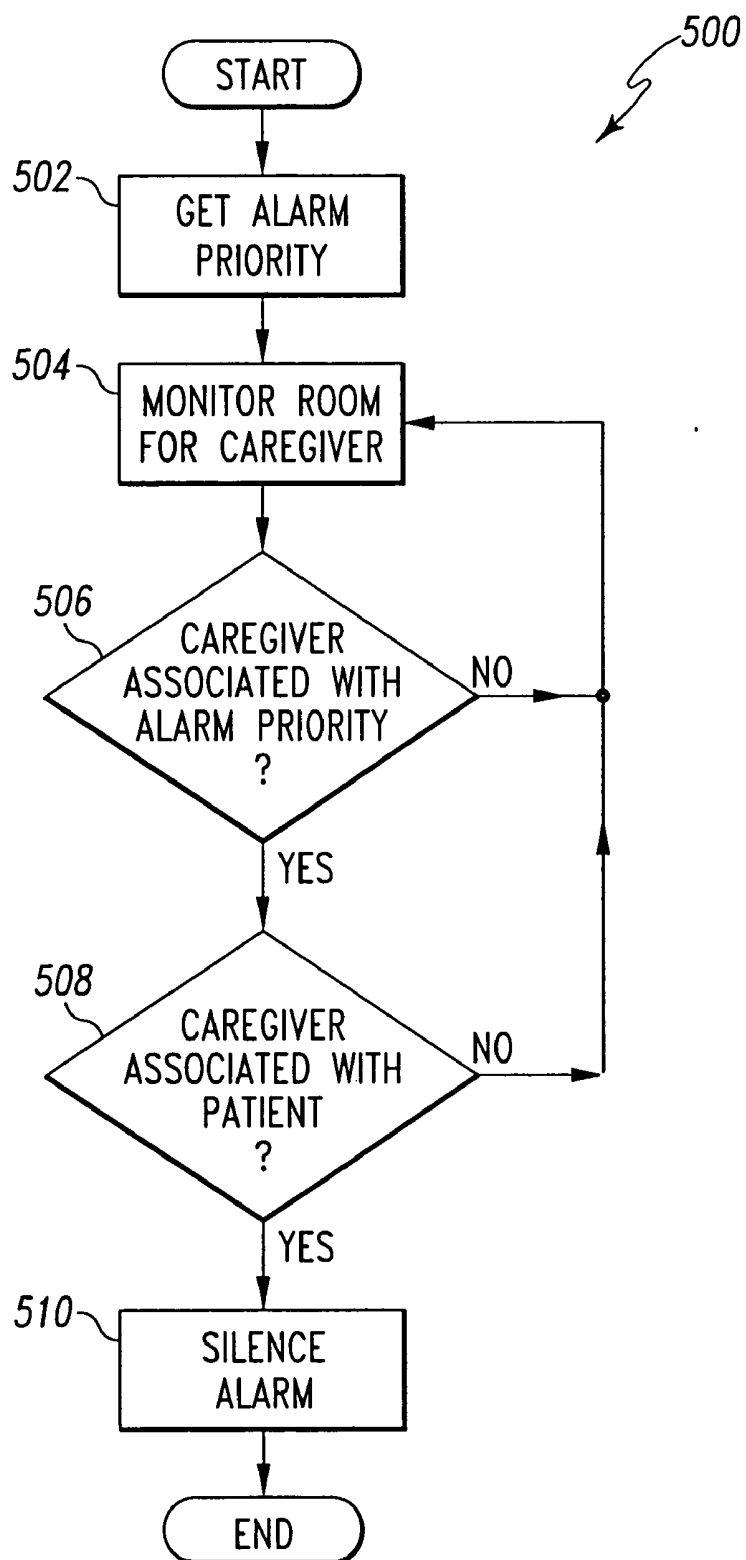 500
START
502
GET ALARM
PRIORITY
504
MONITOR ROOM
FOR CAREGIVER
506
CAREGIVER
ASSOCIATED WITH
ALARM PRIORITY
?
NO
YES
508
CAREGIVER
ASSOCIATED WITH
PATIENT
?
NO
YES
510
SILENCE
ALARM
END